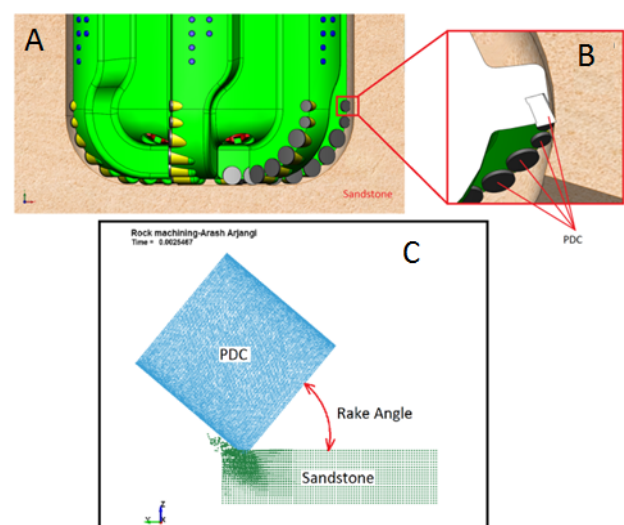 A
B
Sandstone
PDC
Rock machining-Arash Arjangi
Time = 0.0025467
C
PDC
Rake Angle
Sandstone
Z
Y
X